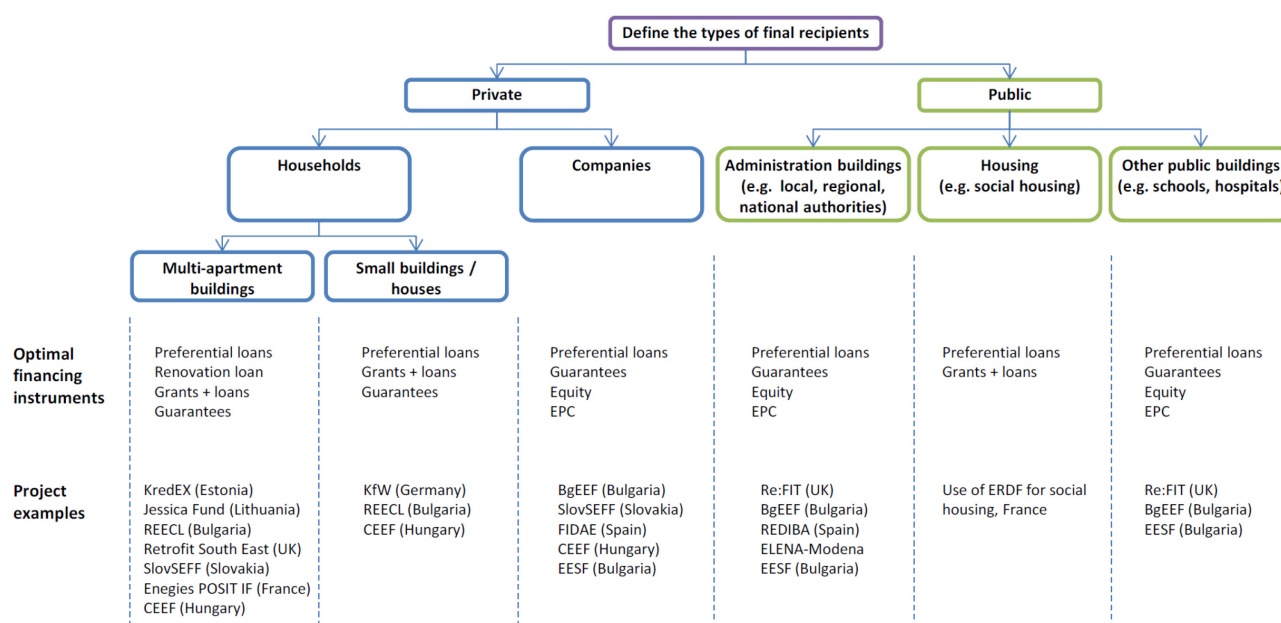 Define the types of final recipients
Private
Public
Households
Companies
Administration buildings
(e.g. local, regional,
national authorities)
Housing
(e.g. social housing)
Other public buildings
(e.g. schools, hospitals)
Multi-apartment
buildings
Small buildings /
houses
Optimal
financing
instruments
Preferential loans
Renovation loan
Grants + loans
Guarantees
Preferential loans
Grants + loans
Guarantees
Preferential loans
Guarantees
Equity
EPC
Preferential loans
Guarantees
Equity
EPC
Preferential loans
Grants + loans
Preferential loans
Guarantees
Equity
EPC
Project
examples
KredEX (Estonia)
Jessica Fund (Lithuania)
REECL (Bulgaria)
Retrofit South East (UK)
SlovSEFF (Slovakia)
Enegies POSIT IF (France)
CEEF (Hungary)
KfW (Germany)
REECL (Bulgaria)
CEEF (Hungary)
BgEEF (Bulgaria)
SlovSEFF (Slovakia)
FIDAE (Spain)
CEEF (Hungary)
EESF (Bulgaria)
Re:FIT (UK)
BgEEF (Bulgaria)
REDIBA (Spain)
ELENA-Modena
EESF (Bulgaria)
Use of ERDF for social
housing, France
Re:FIT (UK)
BgEEF (Bulgaria)
EESF (Bulgaria)